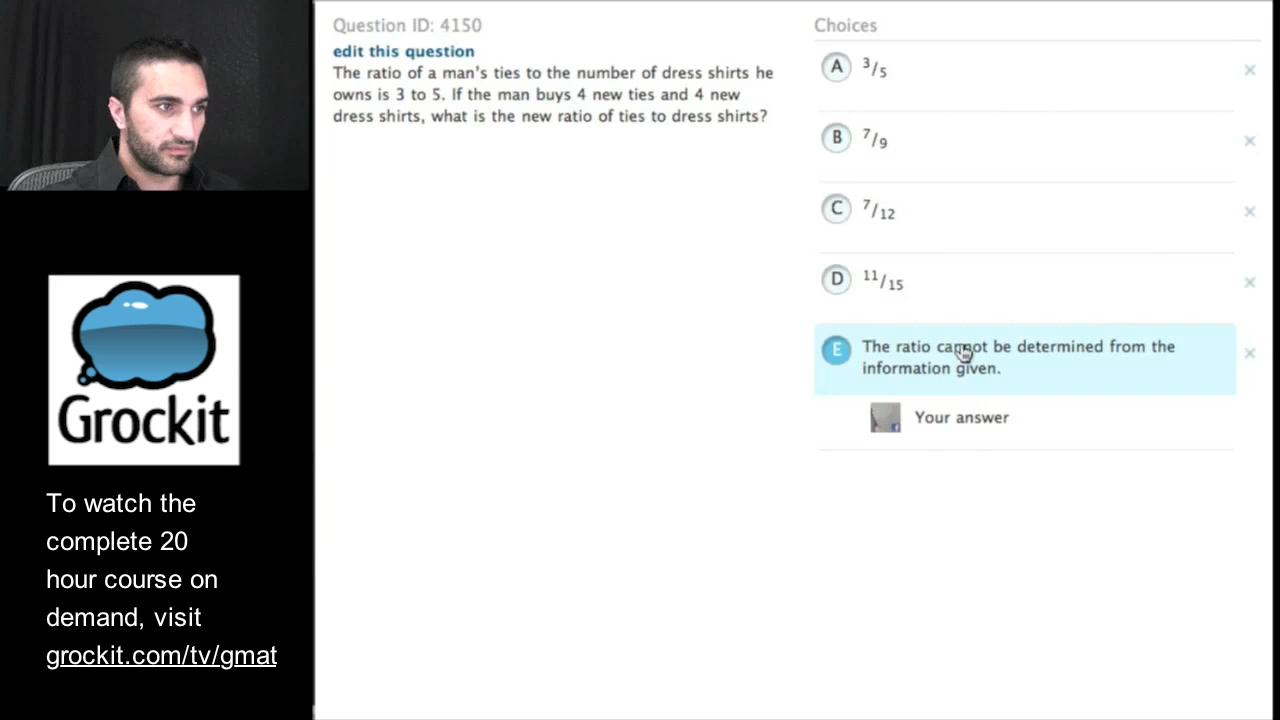 Question ID: 4150
edit this question
The ratio of a man's ties to the number of dress shirts he
owns is 3 to 5. If the man buys 4 new ties and 4 new
dress shirts, what is the new ratio of ties to dress shirts?
Choices
A 3/5
B 7/9
C 7/12
D 11/15
E The ratio cannot be determined from the
information given.
Your answer
Grockit
To watch the
complete 20
hour course on
demand, visit
grockit.com/tv/gmat